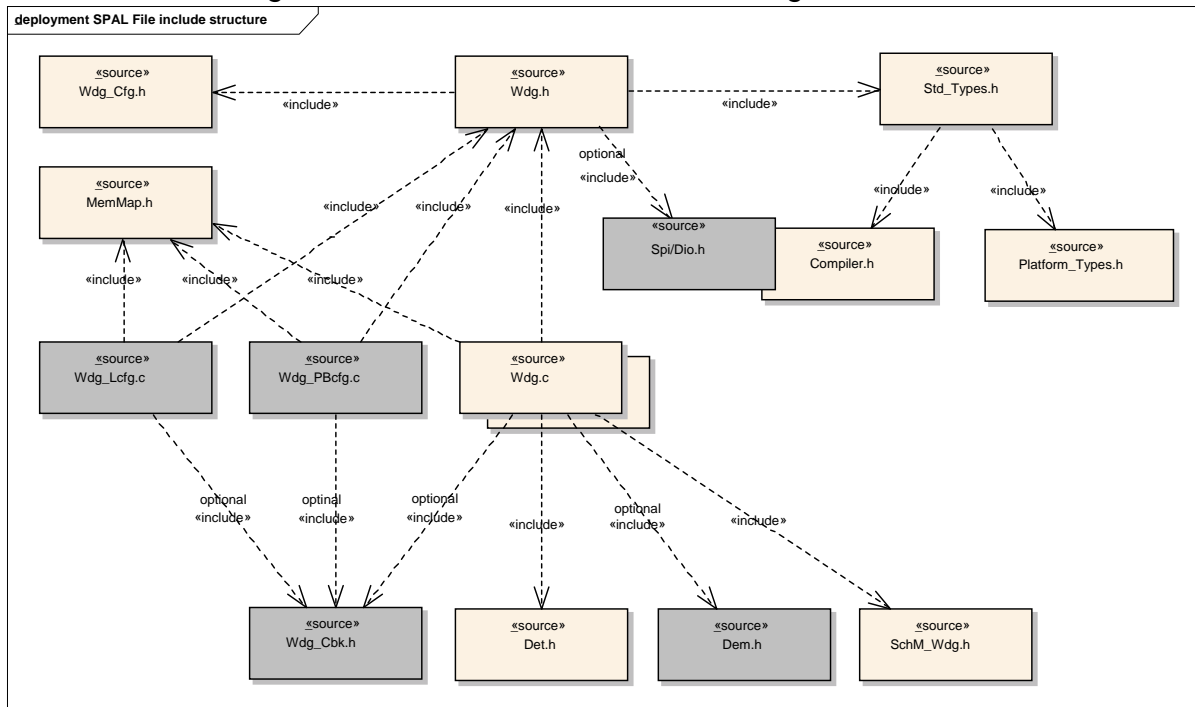 deployment SPAL File include structure
«source»
Wdg_Cfg.h
«source»
Wdg.h
«source»
Std_Types.h
«include»
«include»
optional
«include»
«include»
«include»
«source»
MemMap.h
«include»
«include»
«include»
«source»
Spi/Dio.h
«source»
Compiler.h
«source»
Platform_Types.h
«include»
«include»
«include»
«source»
Wdg_Lcfg.c
«source»
Wdg_PBcfg.c
«source»
Wdg.c
optional
«include»
optinal
«include»
optional
«include»
«include»
optional
«include»
«include»
«source»
Wdg_Cbk.h
«source»
Det.h
«source»
Dem.h
«source»
SchM_Wdg.h